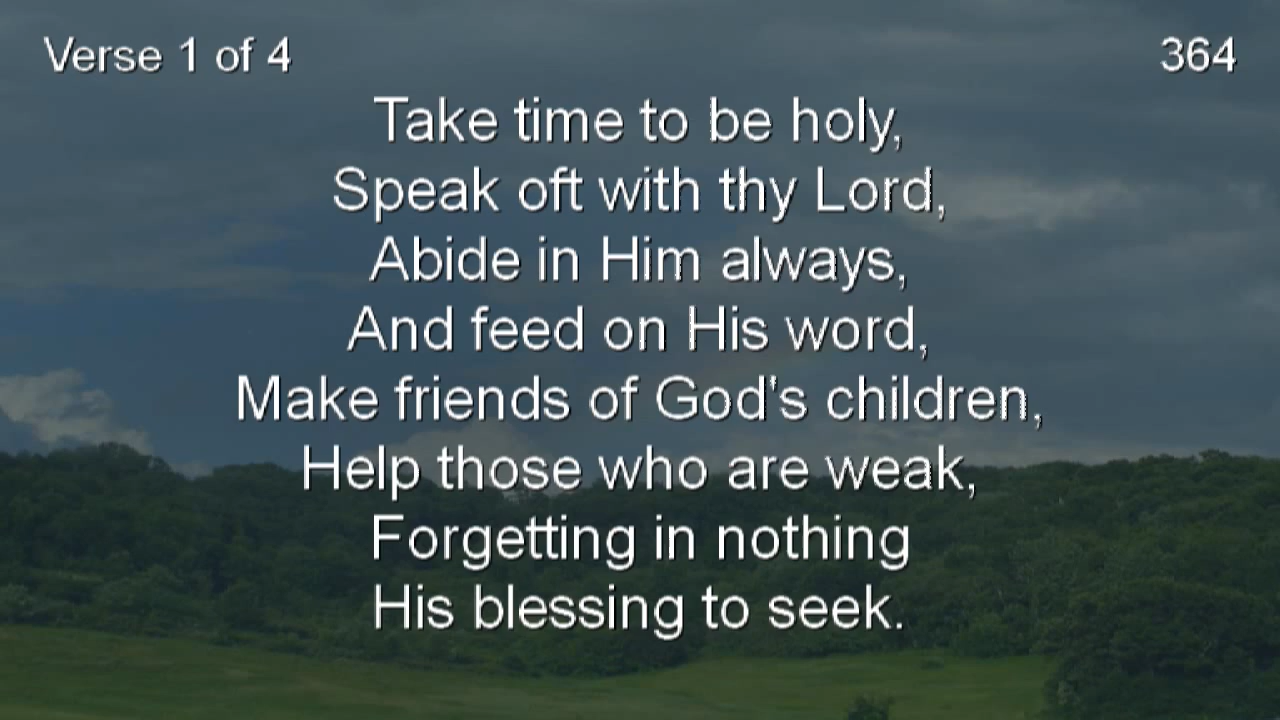 Verse 1 of 4
364
Take time to be holy,
Speak oft with thy Lord,
Abide in Him always,
And feed on His word,
Make friends of God's children,
Help those who are weak,
Forgetting in nothing
His blessing to seek.